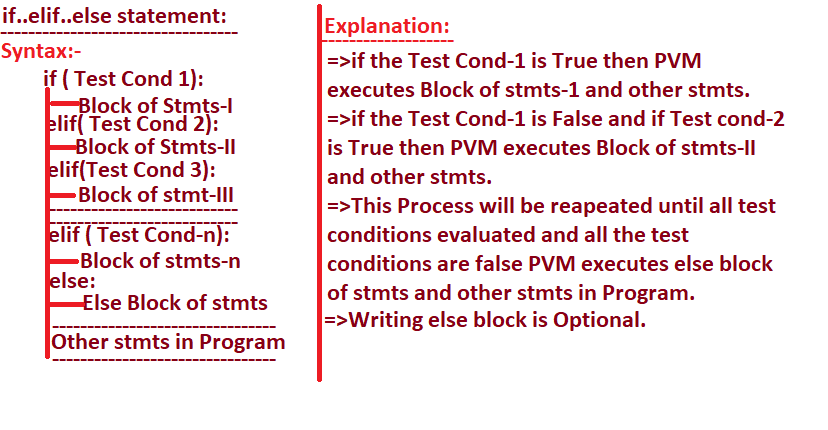 if..elif..else statement:
----------------------------------
Syntax:-
if ( Test Cond 1):
Block of Stmts-I
elif( Test Cond 2):
Block of Stmts-II
elif(Test Cond 3):
Block of stmt-III
---------------------------
---------------------------
elif ( Test Cond-n):
Block of stmts-n
else:
Else Block of stmts
--------------------------------
Other stmts in Program
--------------------------------
Explanation:
-------------------
=>if the Test Cond-1 is True then PVM
executes Block of stmts-1 and other stmts.
=>if the Test Cond-1 is False and if Test cond-2
is True then PVM executes Block of stmts-II
and other stmts.
=>This Process will be reapeated until all test
conditions evaluated and all the test
conditions are false PVM executes else block
of stmts and other stmts in Program.
=>Writing else block is Optional.